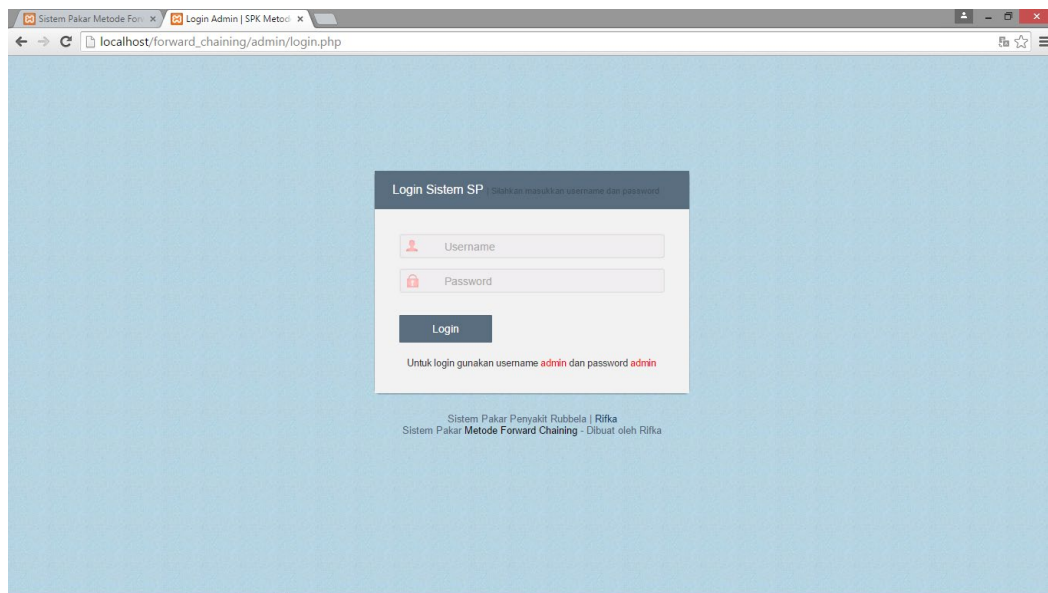 Sistem Pakar Metode For
Login Admin | SPK Metod
localhost/forward_chaining/admin/login.php
Login Sistem SP | Silahkan masukkan username dan password
Username
Password
Login
Untuk login gunakan username admin dan password admin
Sistem Pakar Penyakit Rubbela | Rifka
Sistem Pakar Metode Forward Chaining - Dibuat oleh Rifka